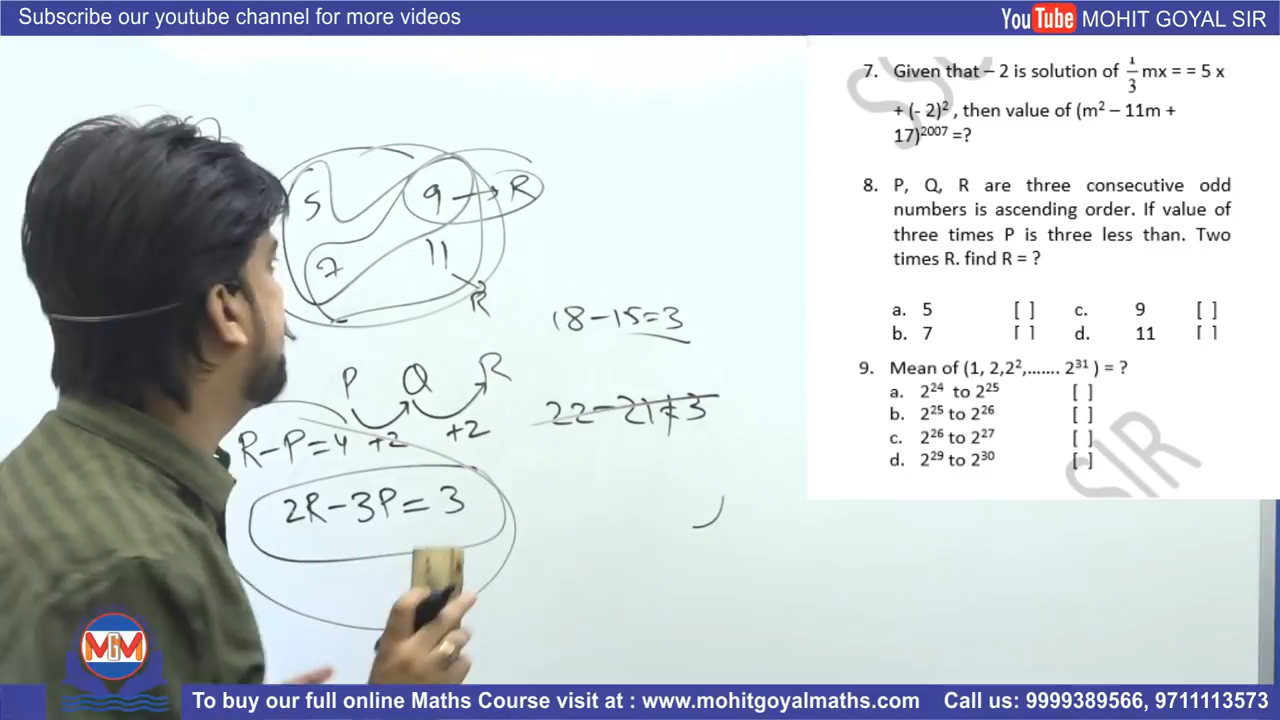 Subscribe our youtube channel for more videos
YouTube MOHIT GOYAL SIR
7. Given that – 2 is solution of 1/3 mx = = 5 x
+ (- 2)² , then value of (m² – 11m +
17)²⁰⁰⁷ =?
8. P, Q, R are three consecutive odd
numbers is ascending order. If value of
three times P is three less than. Two
times R. find R = ?
a. 5 [ ] c. 9 [ ]
b. 7 [ ] d. 11 [ ]
9. Mean of (1, 2,2²,....... 2³¹ ) = ?
a. 2²⁴ to 2²⁵ [ ]
b. 2²⁵ to 2²⁶ [ ]
c. 2²⁶ to 2²⁷ [ ]
d. 2²⁹ to 2³⁰ [ ]
SIR
5 9 → R
7 11
R
18-15=3
P Q R
+2 +2
22-21≠3
R-P=4
2R-3P=3
MGM
To buy our full online Maths Course visit at : www.mohitgoyalmaths.com Call us: 9999389566, 9711113573